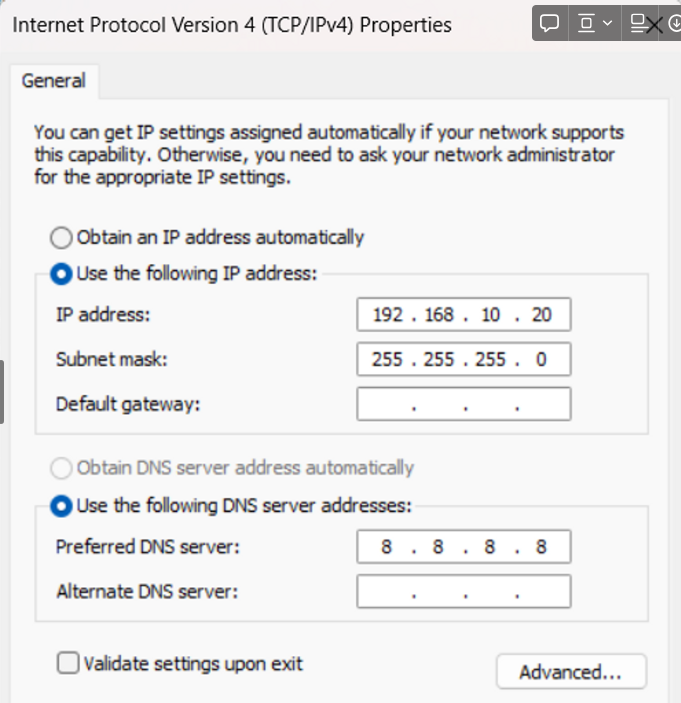 Internet Protocol Version 4 (TCP/IPv4) Properties
General
You can get IP settings assigned automatically if your network supports
this capability. Otherwise, you need to ask your network administrator
for the appropriate IP settings.
Obtain an IP address automatically
Use the following IP address:
IP address: 192 . 168 . 10 . 20
Subnet mask: 255 . 255 . 255 . 0
Default gateway: . . .
Obtain DNS server address automatically
Use the following DNS server addresses:
Preferred DNS server: 8 . 8 . 8 . 8
Alternate DNS server: . . .
Validate settings upon exit
Advanced...